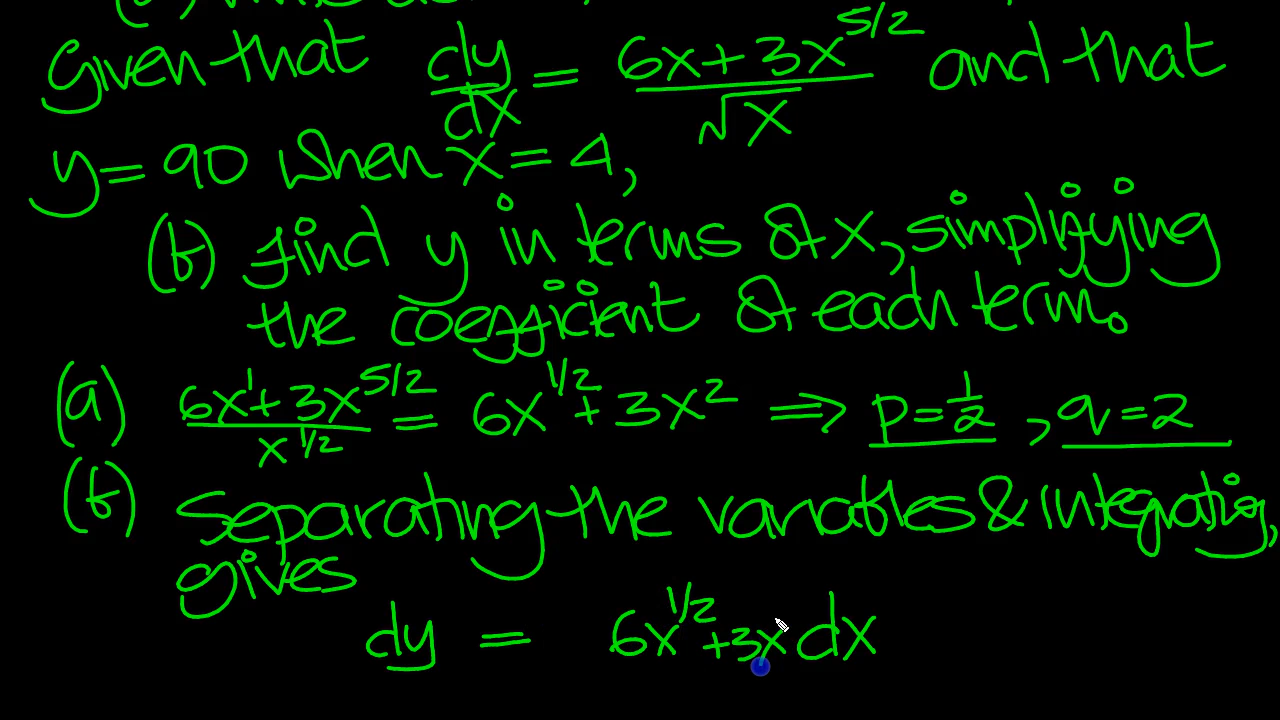 given that dy/dx = (6x+3x^5/2)/√x and that
y=90 when x=4,
(b) find y in terms of x, simplifying
the coefficient of each term.
(a) (6x^1+3x^5/2)/x^1/2 = 6x^1/2+3x^2 ⇒ p=1/2, q=2
(b) Separating the variables & integrating,
gives
dy = 6x^1/2+3x dx